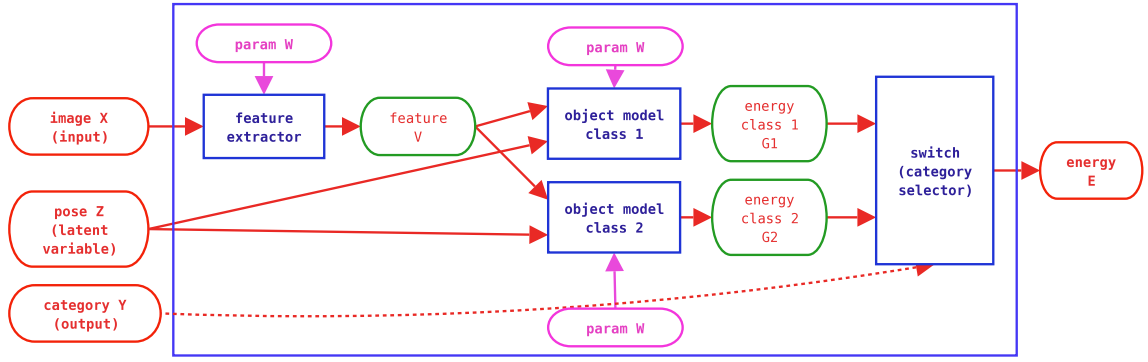 param W
param W
image X
(input)
feature
extractor
feature
V
object model
class 1
energy
class 1
G1
switch
(category
selector)
energy
E
pose Z
(latent
variable)
object model
class 2
energy
class 2
G2
category Y
(output)
param W